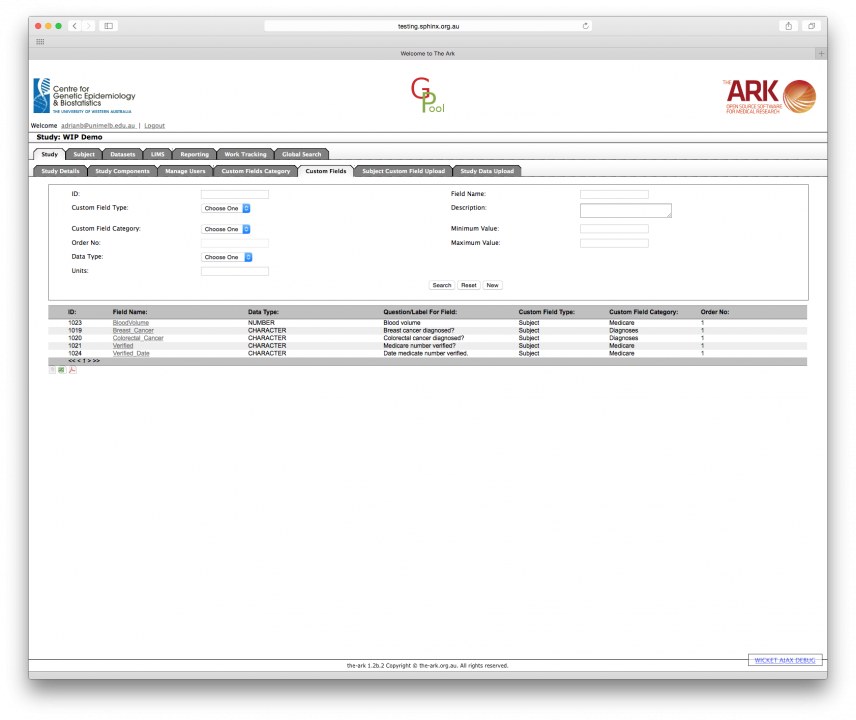 testing.sphinx.org.au
Welcome to The Ark
Centre for
Genetic Epidemiology
& Biostatistics
THE UNIVERSITY OF WESTERN AUSTRALIA
G Pool
THE ARK
OPEN SOURCE SOFTWARE
FOR MEDICAL RESEARCH
Welcome adrianb@unimelb.edu.au | Logout
Study: WIP Demo
Study Subject Datasets LIMS Reporting Work Tracking Global Search
Study Details Study Components Manage Users Custom Fields Category Custom Fields Subject Custom Field Upload Study Data Upload
ID: Field Name:
Custom Field Type: Choose One Description:
Custom Field Category: Choose One Minimum Value:
Order No: Maximum Value:
Data Type: Choose One
Units:
Search Reset New
ID: Field Name: Data Type: Question/Label For Field: Custom Field Type: Custom Field Category: Order No:
1023 BloodVolume NUMBER Blood volume Subject Medicare 1
1019 Breast_Cancer CHARACTER Breast cancer diagnosed? Subject Diagnoses 1
1020 Colorectal_Cancer CHARACTER Colorectal cancer diagnosed? Subject Diagnoses 1
1021 Verified CHARACTER Medicare number verified? Subject Medicare 1
1024 Verified_Date CHARACTER Date medicate number verified. Subject Medicare 1
<< < 1 > >>
WICKET AJAX DEBUG
the-ark 1.2b.2 Copyright © the-ark.org.au. All rights reserved.